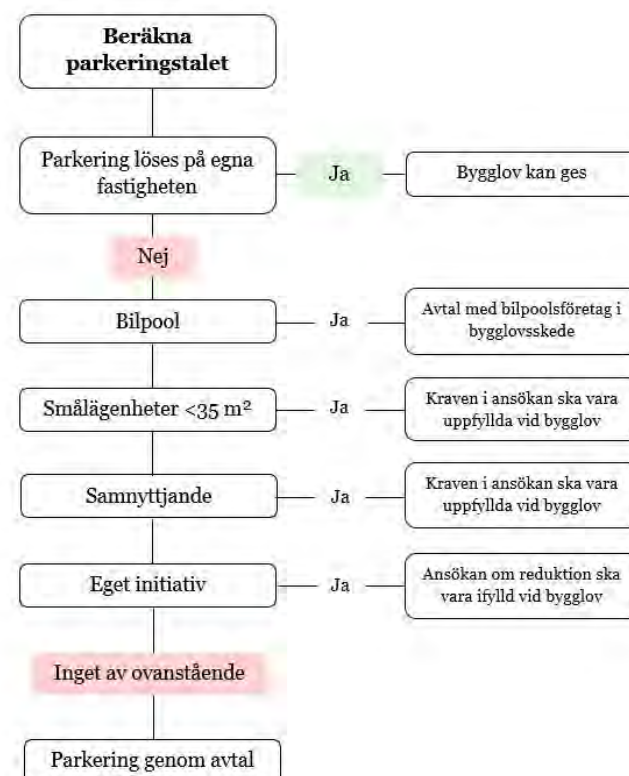 Beräkna
parkeringstalet
Parkering löses på egna
fastigheten
Ja
Bygglov kan ges
Nej
Bilpool
Ja
Avtal med bilpoolsföretag i
bygglovsskede
Smålägenheter <35 m²
Ja
Kraven i ansökan ska vara
uppfyllda vid bygglov
Samnyttjande
Ja
Kraven i ansökan ska vara
uppfyllda vid bygglov
Eget initiativ
Ja
Ansökan om reduktion ska
vara ifylld vid bygglov
Inget av ovanstående
Parkering genom avtal